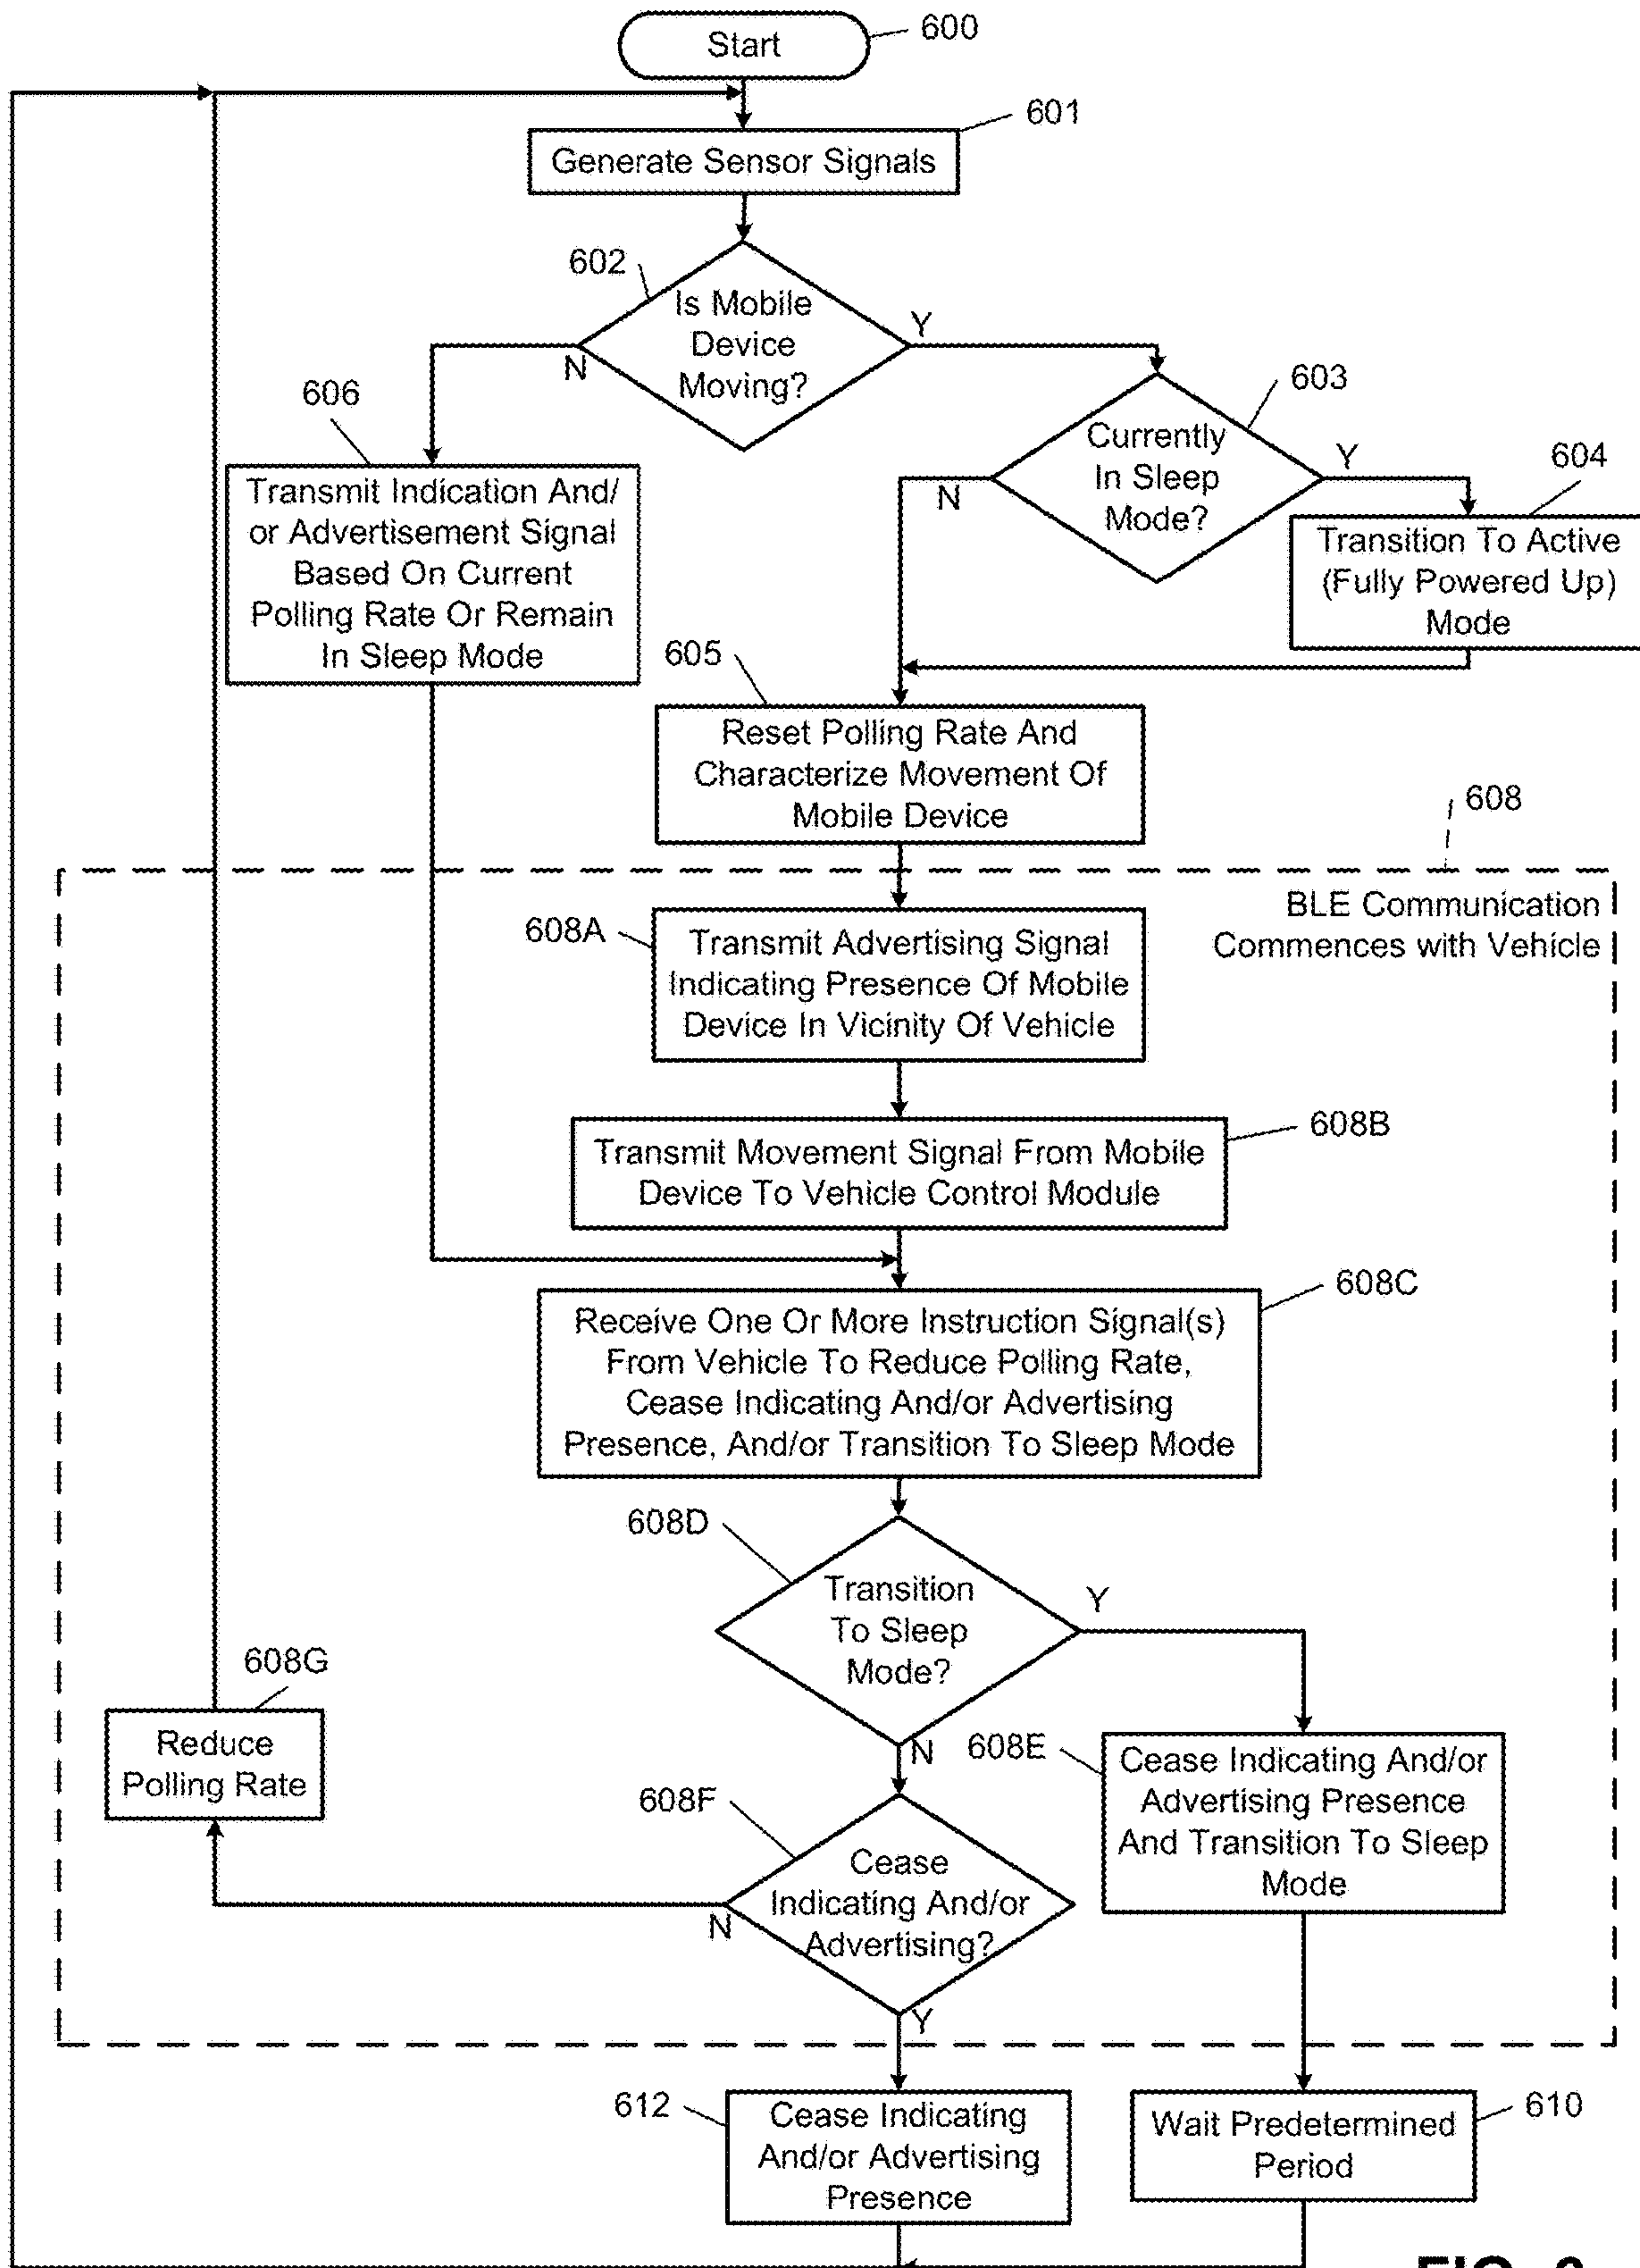 Start
600
601
Generate Sensor Signals
602
Is Mobile
Device
Moving?
Y
N
603
Currently
In Sleep
Mode?
Y
N
604
Transition To Active
(Fully Powered Up)
Mode
606
Transmit Indication And/
or Advertisement Signal
Based On Current
Polling Rate Or Remain
In Sleep Mode
605
Reset Polling Rate And
Characterize Movement Of
Mobile Device
608
BLE Communication
Commences with Vehicle
608A
Transmit Advertising Signal
Indicating Presence Of Mobile
Device In Vicinity Of Vehicle
608B
Transmit Movement Signal From Mobile
Device To Vehicle Control Module
608C
Receive One Or More Instruction Signal(s)
From Vehicle To Reduce Polling Rate,
Cease Indicating And/or Advertising
Presence, And/or Transition To Sleep Mode
608D
Transition
To Sleep
Mode?
Y
N
608G
Reduce
Polling Rate
608E
Cease Indicating And/or
Advertising Presence
And Transition To Sleep
Mode
608F
Cease
Indicating And/or
Advertising?
N
Y
612
Cease Indicating
And/or Advertising
Presence
610
Wait Predetermined
Period